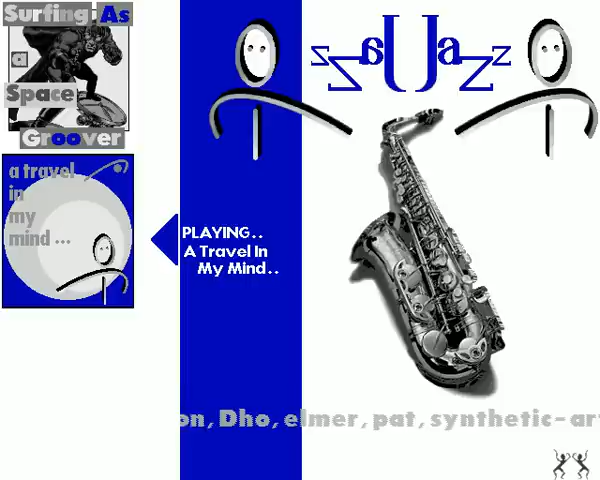 Surfing As
a
Space
Groover
a travel
in
my
mind ...
PLAYING..
A Travel In
My Mind..
on, Dho, elmer, pat, synthetic-ar